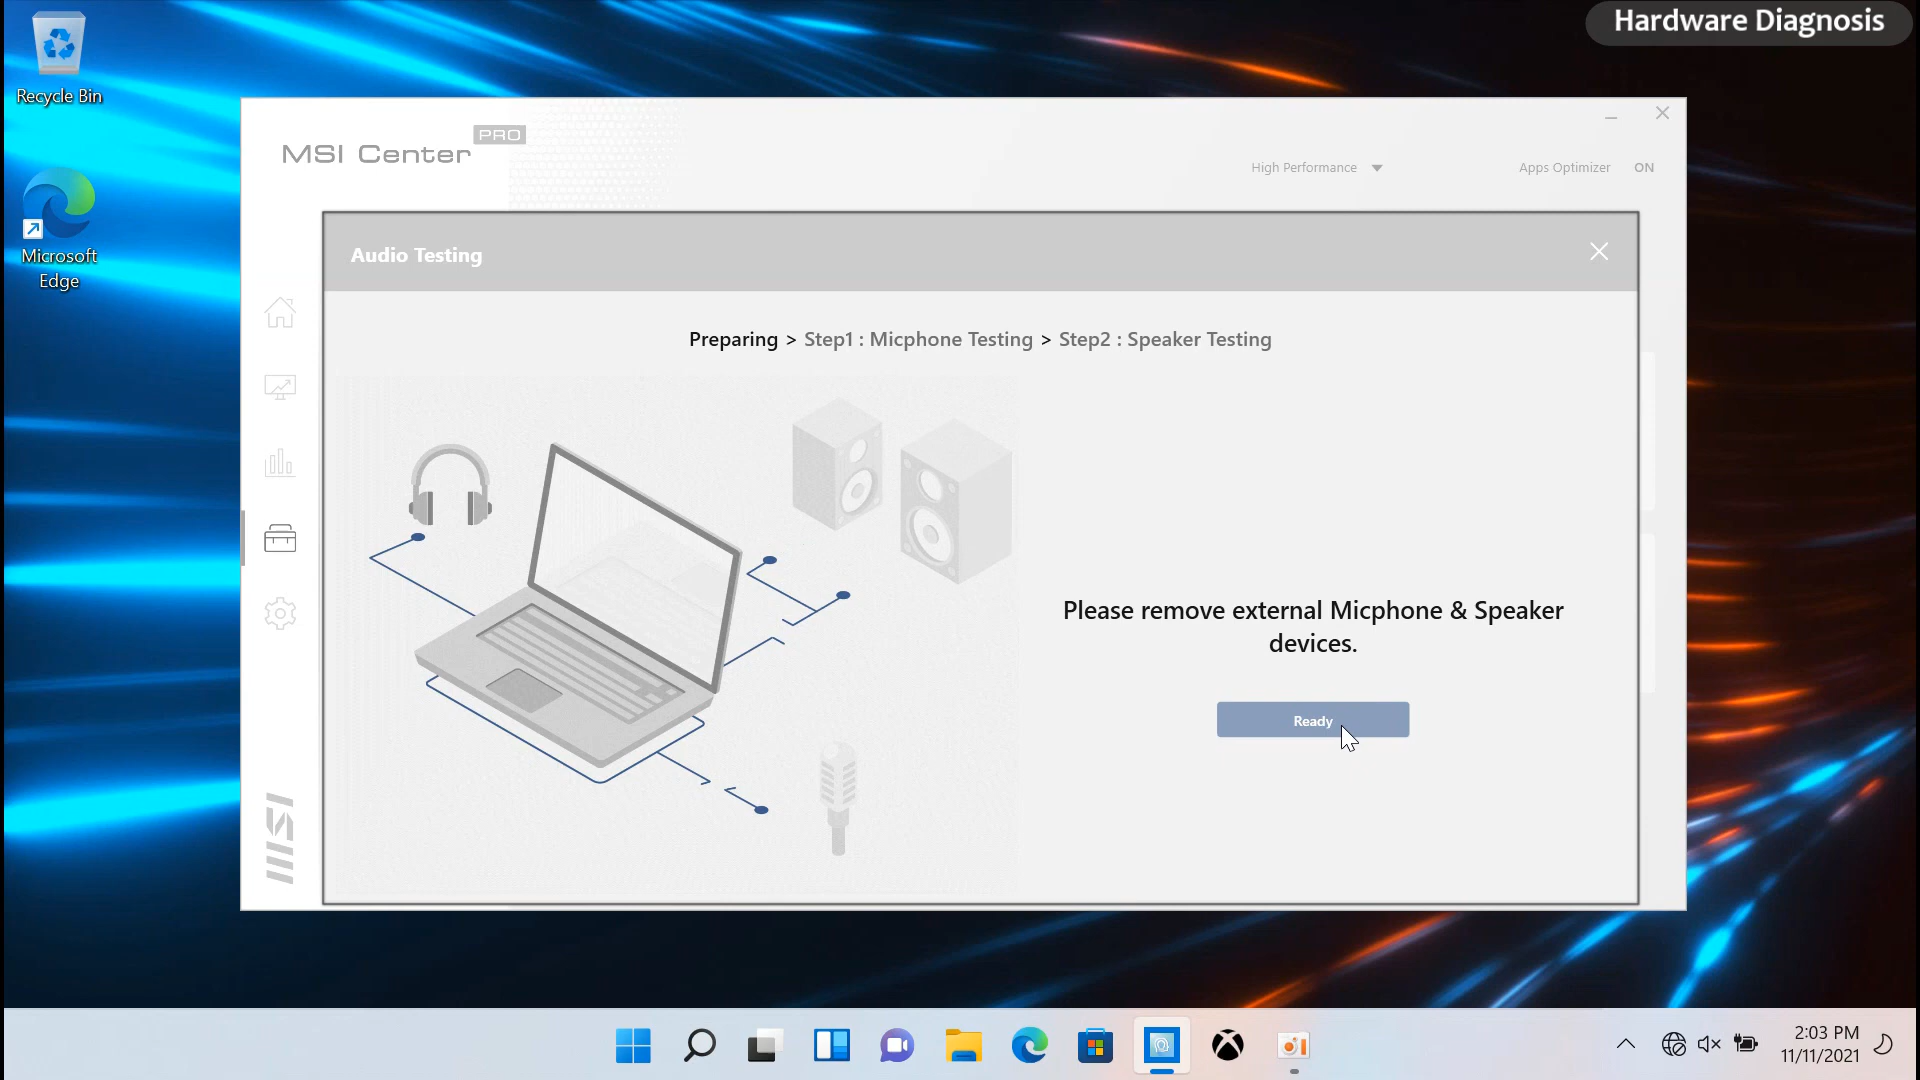 Hardware Diagnosis
Recycle Bin
Microsoft
Edge
MSI Center
PRO
High Performance
Apps Optimizer
ON
Audio Testing
Preparing > Step1 : Micphone Testing > Step2 : Speaker Testing
Please remove external Micphone & Speaker
devices.
Ready
msi
2:03 PM
11/11/2021